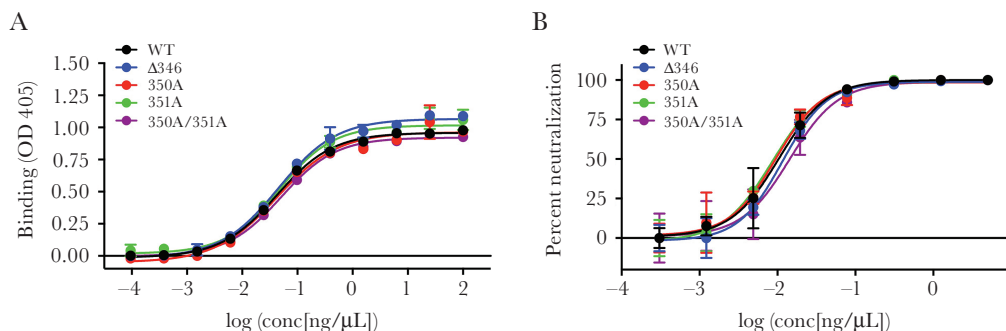 A
WT
Δ346
350A
351A
350A/351A
Binding (OD 405)
1.50
1.25
1.00
0.75
0.50
0.25
0.00
−4 −3 −2 −1 0 1 2
log (conc[ng/μL])
B
WT
Δ346
350A
351A
350A/351A
Percent neutralization
100
75
50
25
0
−4 −3 −2 −1 0
log (conc[ng/μL])